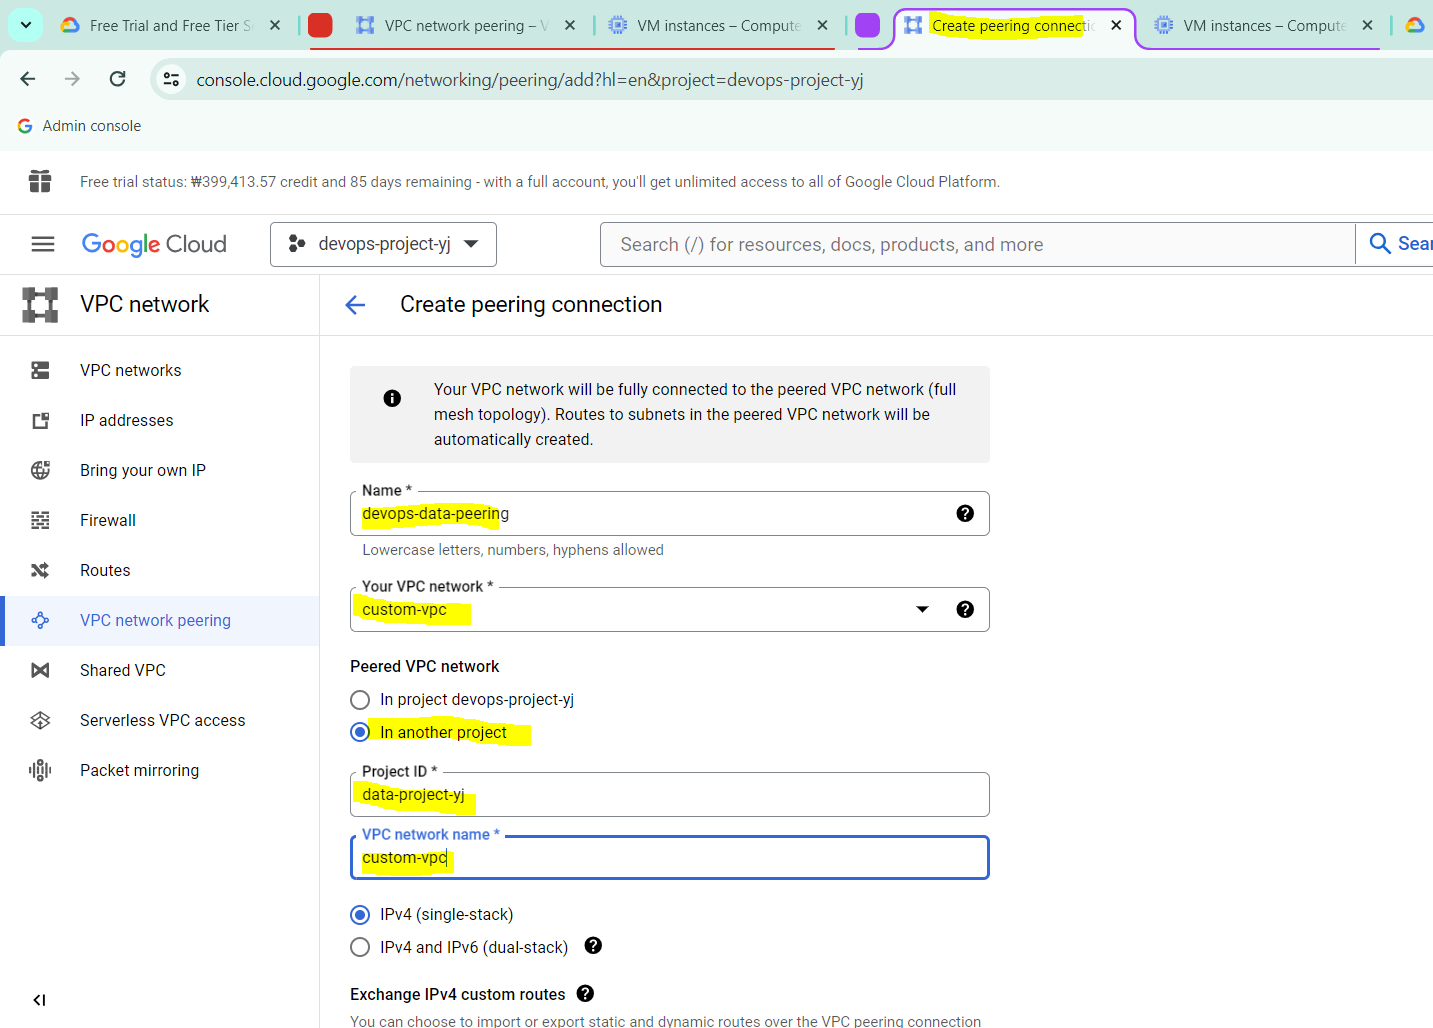 Free Trial and Free Tier S
VPC network peering – V
VM instances – Compute
Create peering connectio
VM instances – Compute
console.cloud.google.com/networking/peering/add?hl=en&project=devops-project-yj
Admin console
Free trial status: ₩399,413.57 credit and 85 days remaining - with a full account, you'll get unlimited access to all of Google Cloud Platform.
Google Cloud
devops-project-yj
Search (/) for resources, docs, products, and more
Sear
VPC network
Create peering connection
VPC networks
IP addresses
Bring your own IP
Firewall
Routes
VPC network peering
Shared VPC
Serverless VPC access
Packet mirroring
Your VPC network will be fully connected to the peered VPC network (full
mesh topology). Routes to subnets in the peered VPC network will be
automatically created.
Name *
devops-data-peering
Lowercase letters, numbers, hyphens allowed
Your VPC network *
custom-vpc
Peered VPC network
In project devops-project-yj
In another project
Project ID *
data-project-yj
VPC network name *
custom-vpc
IPv4 (single-stack)
IPv4 and IPv6 (dual-stack)
Exchange IPv4 custom routes
You can choose to import or export static and dynamic routes over the VPC peering connection